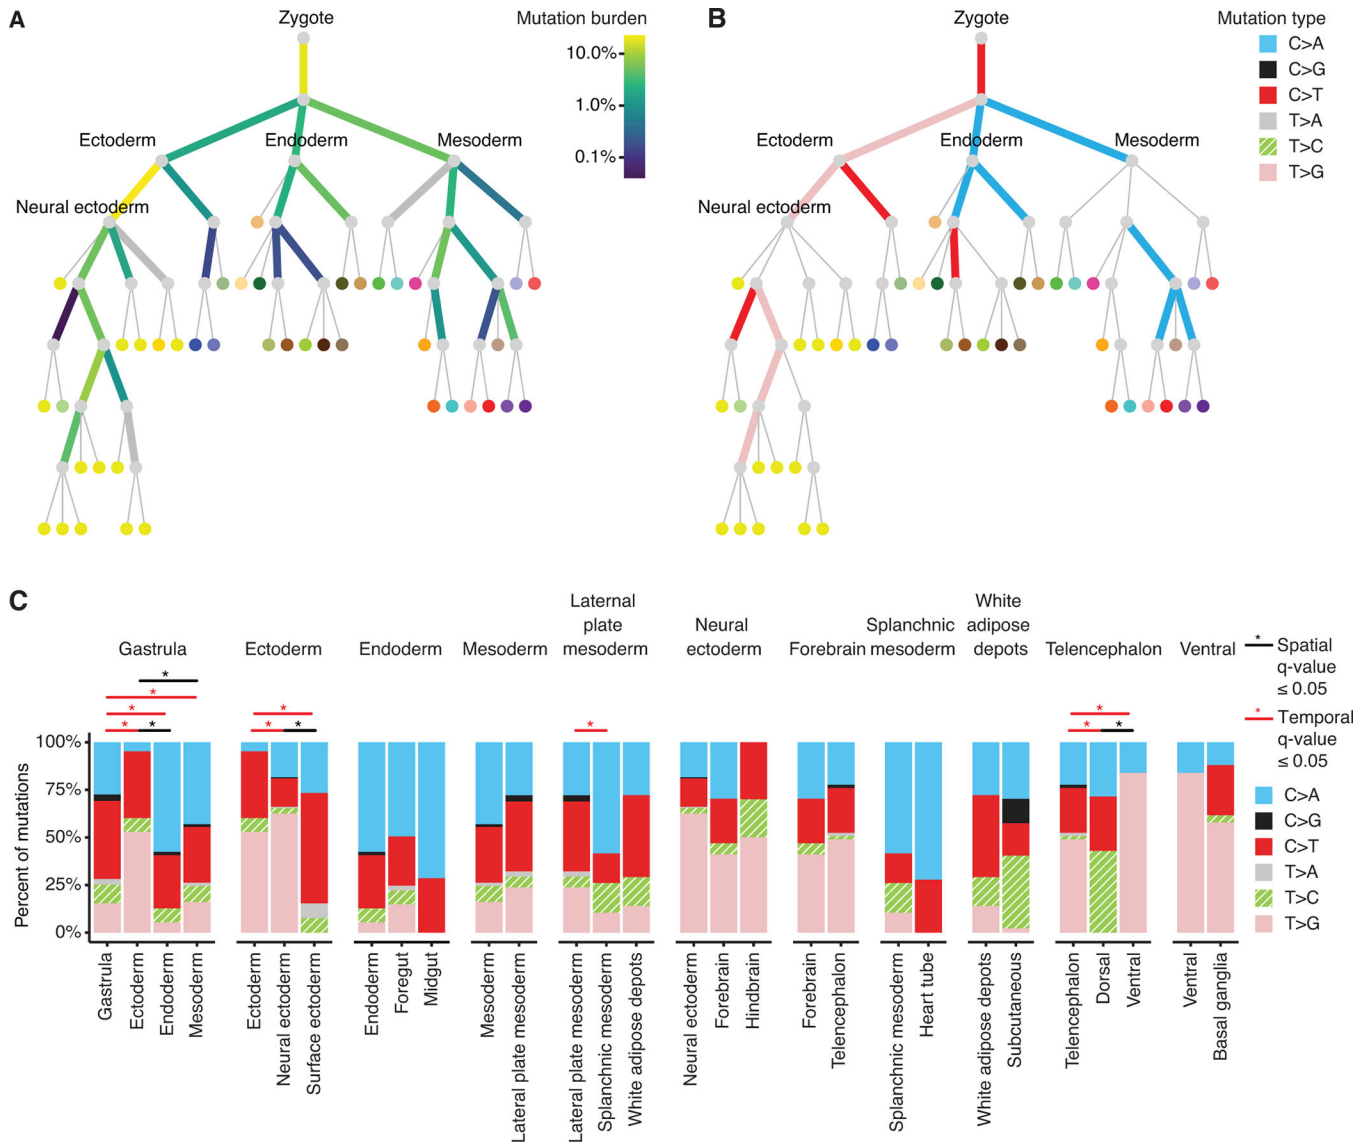 A
Zygote
Mutation burden
10.0%
1.0%
0.1%
Ectoderm
Endoderm
Mesoderm
Neural ectoderm
B
Zygote
Mutation type
C>A
C>G
C>T
T>A
T>C
T>G
Ectoderm
Endoderm
Mesoderm
Neural ectoderm
C
Gastrula
Ectoderm
Endoderm
Mesoderm
Laternal
plate
mesoderm
Neural
ectoderm
Forebrain
Splanchnic
mesoderm
White
adipose
depots
Telencephalon
Ventral
* Spatial
q-value
≤ 0.05
* Temporal
q-value
≤ 0.05
C>A
C>G
C>T
T>A
T>C
T>G
* *
*
*
*
* *
*
*
* *
*
Percent of mutations
100%
75%
50%
25%
0%
Gastrula
Ectoderm
Endoderm
Mesoderm
Ectoderm
Neural ectoderm
Surface ectoderm
Endoderm
Foregut
Midgut
Mesoderm
Lateral plate mesoderm
Lateral plate mesoderm
Splanchnic mesoderm
White adipose depots
Neural ectoderm
Forebrain
Hindbrain
Forebrain
Telencephalon
Splanchnic mesoderm
Heart tube
White adipose depots
Subcutaneous
Telencephalon
Dorsal
Ventral
Ventral
Basal ganglia